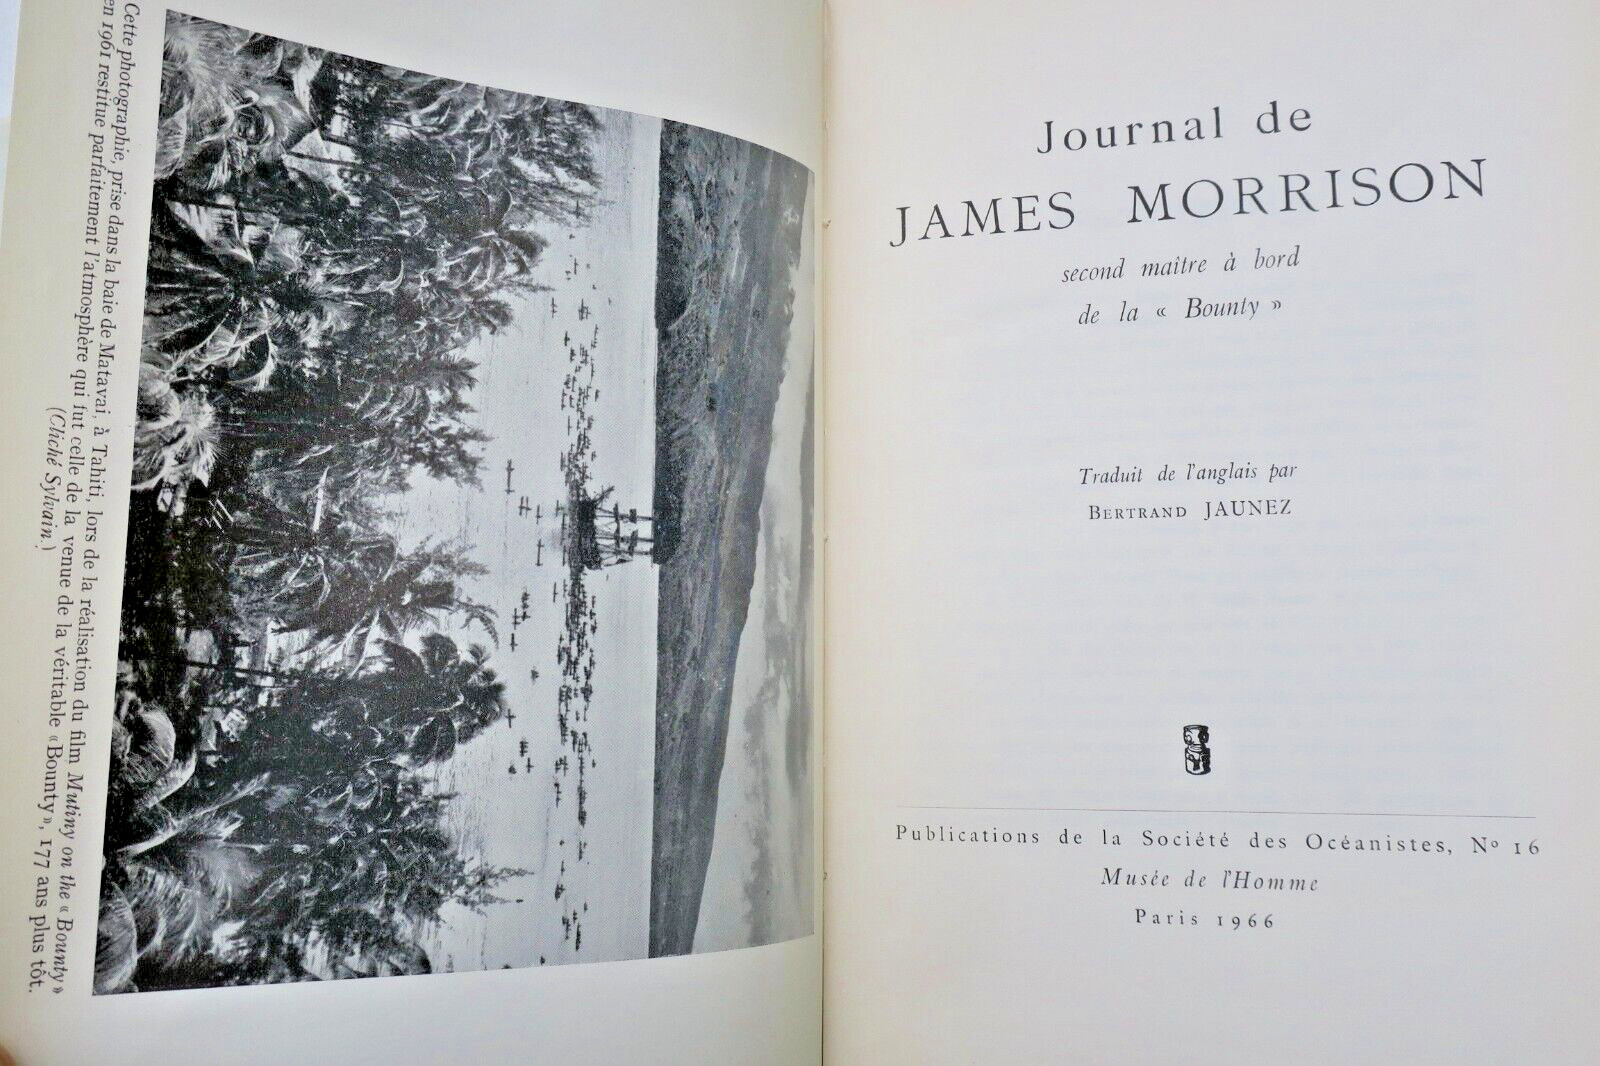 Cette photographie, prise dans la baie de Matavai, à Tahiti, lors de la réalisation du film Mutiny on the « Bounty »
en 1961 restitue parfaitement l'atmosphère qui fut celle de la venue de la véritable « Bounty », 177 ans plus tôt.
(Cliché Sylvain.)
Journal de
JAMES MORRISON
second maître à bord
de la « Bounty »
Traduit de l'anglais par
BERTRAND JAUNEZ
Publications de la Société des Océanistes, Nº 16
Musée de l'Homme
Paris 1966